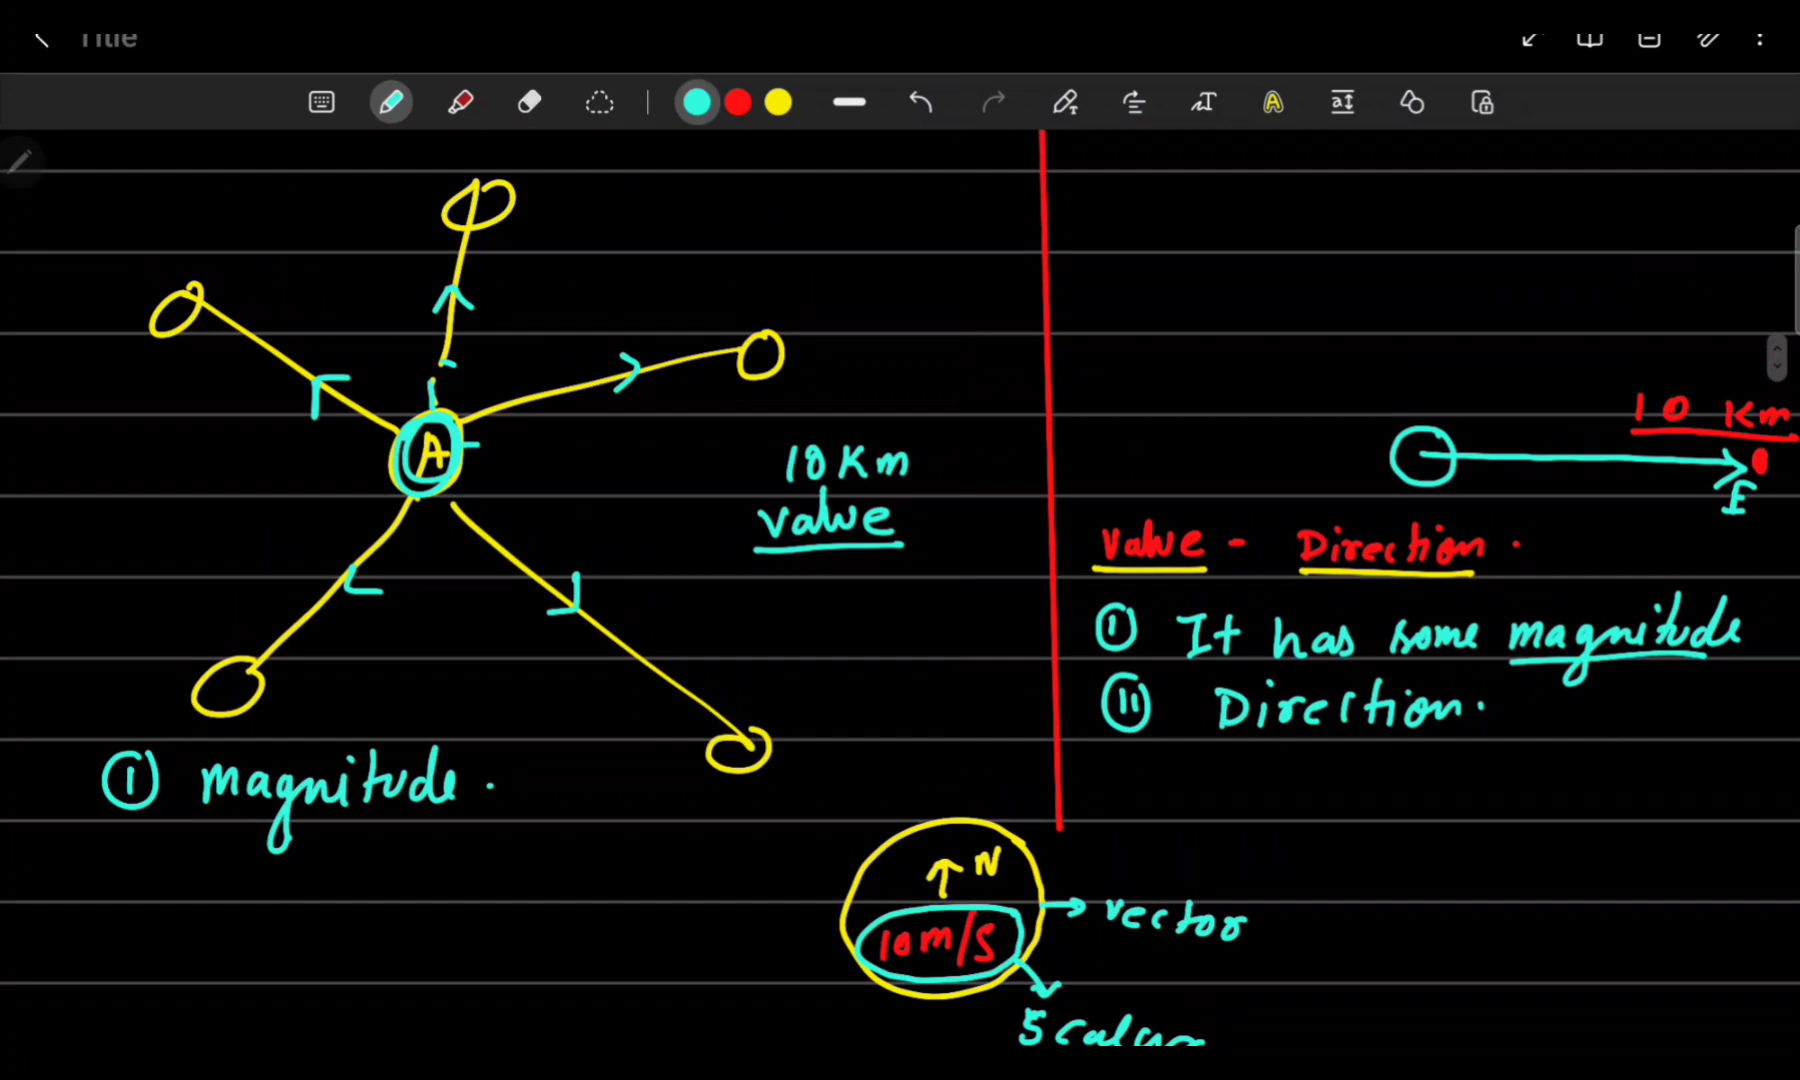 Title
A
10 Km
value
① magnitude.
10 Km
E
Value - Direction.
① It has some magnitude
② Direction.
↑ N
10 m/s
→ vector